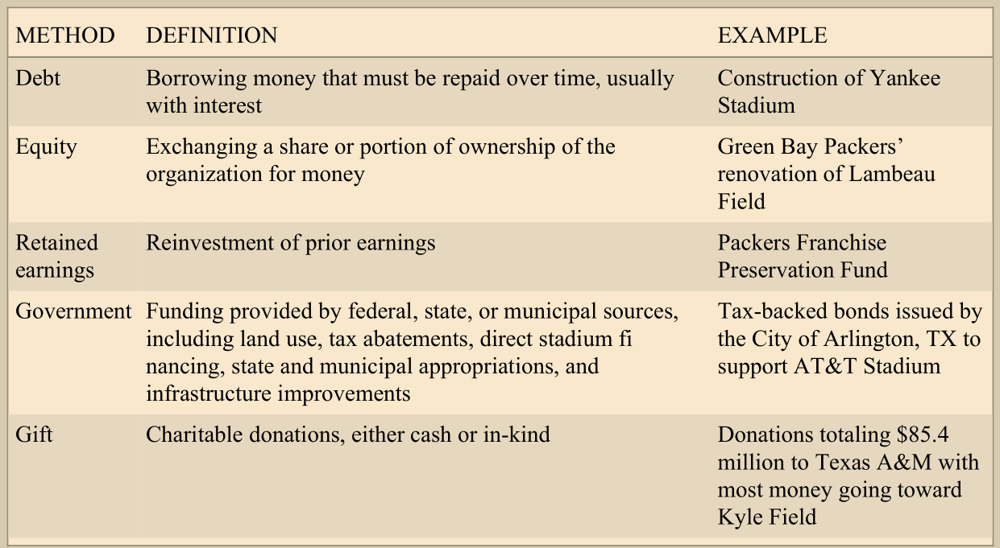 METHOD DEFINITION EXAMPLE
Debt Borrowing money that must be repaid over time, usually Construction of Yankee
with interest Stadium
Equity Exchanging a share or portion of ownership of the Green Bay Packers’
organization for money renovation of Lambeau
Field
Retained Reinvestment of prior earnings Packers Franchise
earnings Preservation Fund
Government Funding provided by federal, state, or municipal sources, Tax-backed bonds issued by
including land use, tax abatements, direct stadium fi the City of Arlington, TX to
nancing, state and municipal appropriations, and support AT&T Stadium
infrastructure improvements
Gift Charitable donations, either cash or in-kind Donations totaling $85.4
million to Texas A&M with
most money going toward
Kyle Field